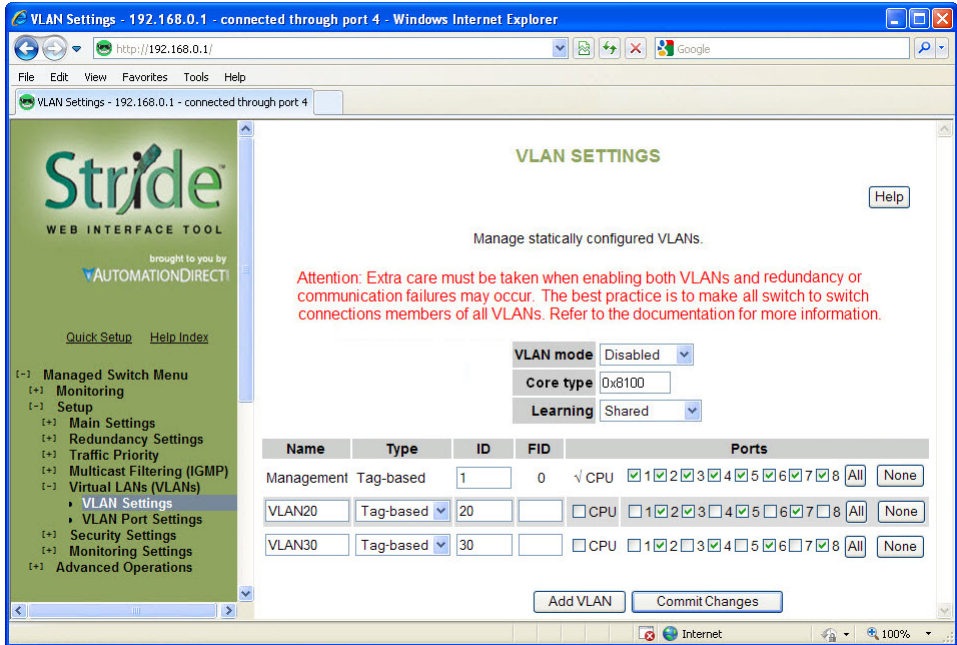 VLAN Settings - 192.168.0.1 - connected through port 4 - Windows Internet Explorer
http://192.168.0.1/
Google
File Edit View Favorites Tools Help
VLAN Settings - 192.168.0.1 - connected through port 4
Stride™
WEB INTERFACE TOOL
brought to you by
AUTOMATIONDIRECT
Quick Setup Help Index
[-] Managed Switch Menu
[+] Monitoring
[-] Setup
[+] Main Settings
[+] Redundancy Settings
[+] Traffic Priority
[+] Multicast Filtering (IGMP)
[-] Virtual LANs (VLANs)
VLAN Settings
VLAN Port Settings
[+] Security Settings
[+] Monitoring Settings
[+] Advanced Operations
VLAN SETTINGS
Help
Manage statically configured VLANs.
Attention: Extra care must be taken when enabling both VLANs and redundancy or
communication failures may occur. The best practice is to make all switch to switch
connections members of all VLANs. Refer to the documentation for more information.
VLAN mode Disabled
Core type 0x8100
Learning Shared
Name Type ID FID Ports
Management Tag-based 1 0 √ CPU 1 2 3 4 5 6 7 8 All None
VLAN20 Tag-based 20 CPU 1 2 3 4 5 6 7 8 All None
VLAN30 Tag-based 30 CPU 1 2 3 4 5 6 7 8 All None
Add VLAN Commit Changes
Internet 100%